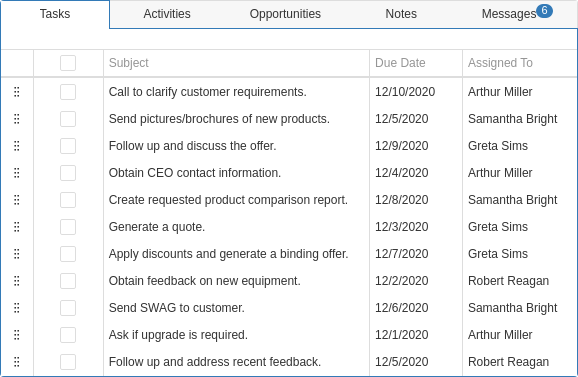 Tasks Activities Opportunities Notes Messages 6
Subject Due Date Assigned To
Call to clarify customer requirements. 12/10/2020 Arthur Miller
Send pictures/brochures of new products. 12/5/2020 Samantha Bright
Follow up and discuss the offer. 12/9/2020 Greta Sims
Obtain CEO contact information. 12/4/2020 Arthur Miller
Create requested product comparison report. 12/8/2020 Samantha Bright
Generate a quote. 12/3/2020 Greta Sims
Apply discounts and generate a binding offer. 12/7/2020 Greta Sims
Obtain feedback on new equipment. 12/2/2020 Robert Reagan
Send SWAG to customer. 12/6/2020 Samantha Bright
Ask if upgrade is required. 12/1/2020 Arthur Miller
Follow up and address recent feedback. 12/5/2020 Robert Reagan